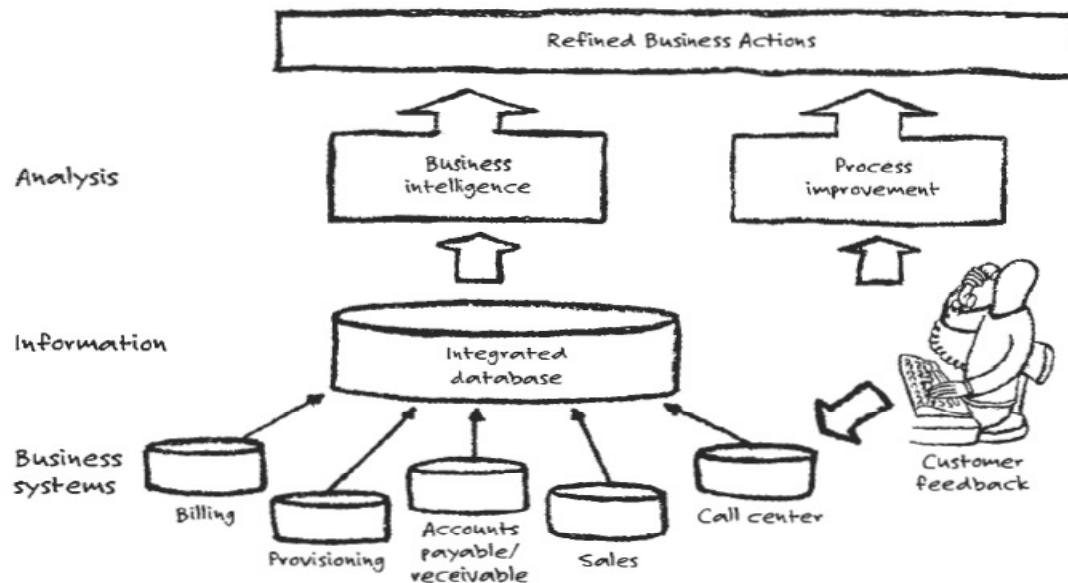 Refined Business Actions
Analysis
Business
intelligence
Process
improvement
Information
Integrated
database
Business
systems
Billing
Provisioning
Accounts
payable/
receivable
Sales
Call center
Customer
feedback